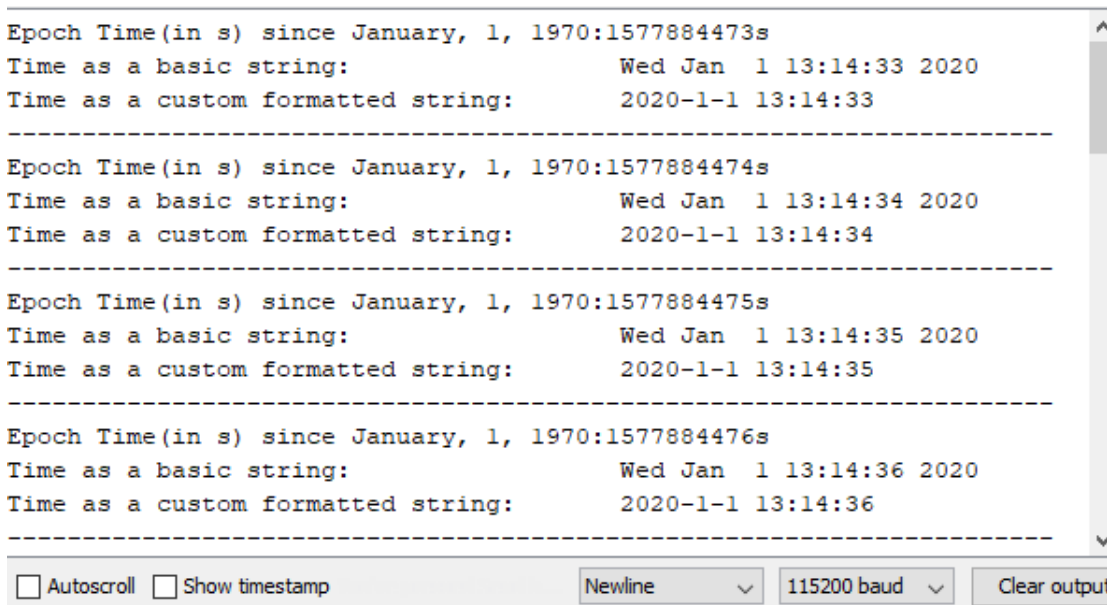 Epoch Time(in s) since January, 1, 1970:1577884473s
Time as a basic string: Wed Jan  1 13:14:33 2020
Time as a custom formatted string: 2020-1-1 13:14:33
----------------------------------------------------------------------
Epoch Time(in s) since January, 1, 1970:1577884474s
Time as a basic string: Wed Jan  1 13:14:34 2020
Time as a custom formatted string: 2020-1-1 13:14:34
----------------------------------------------------------------------
Epoch Time(in s) since January, 1, 1970:1577884475s
Time as a basic string: Wed Jan  1 13:14:35 2020
Time as a custom formatted string: 2020-1-1 13:14:35
----------------------------------------------------------------------
Epoch Time(in s) since January, 1, 1970:1577884476s
Time as a basic string: Wed Jan  1 13:14:36 2020
Time as a custom formatted string: 2020-1-1 13:14:36
----------------------------------------------------------------------
Autoscroll Show timestamp Newline 115200 baud Clear output